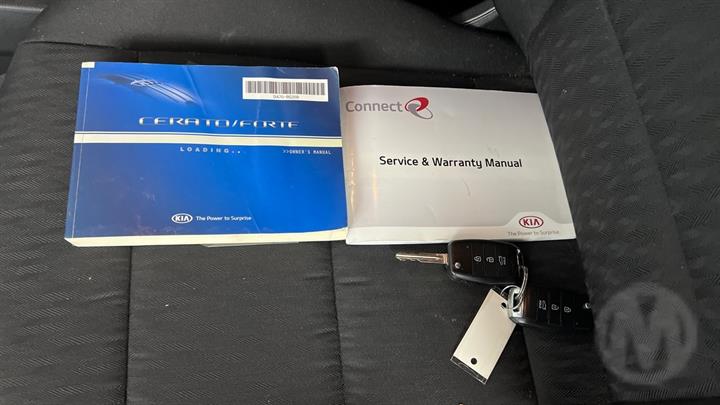 CERATO/FORTE
LOADING..
>>OWNER'S MANUAL
KIA The Power to Surprise
Connect
Service & Warranty Manual
KIA
The Power to Surprise
M